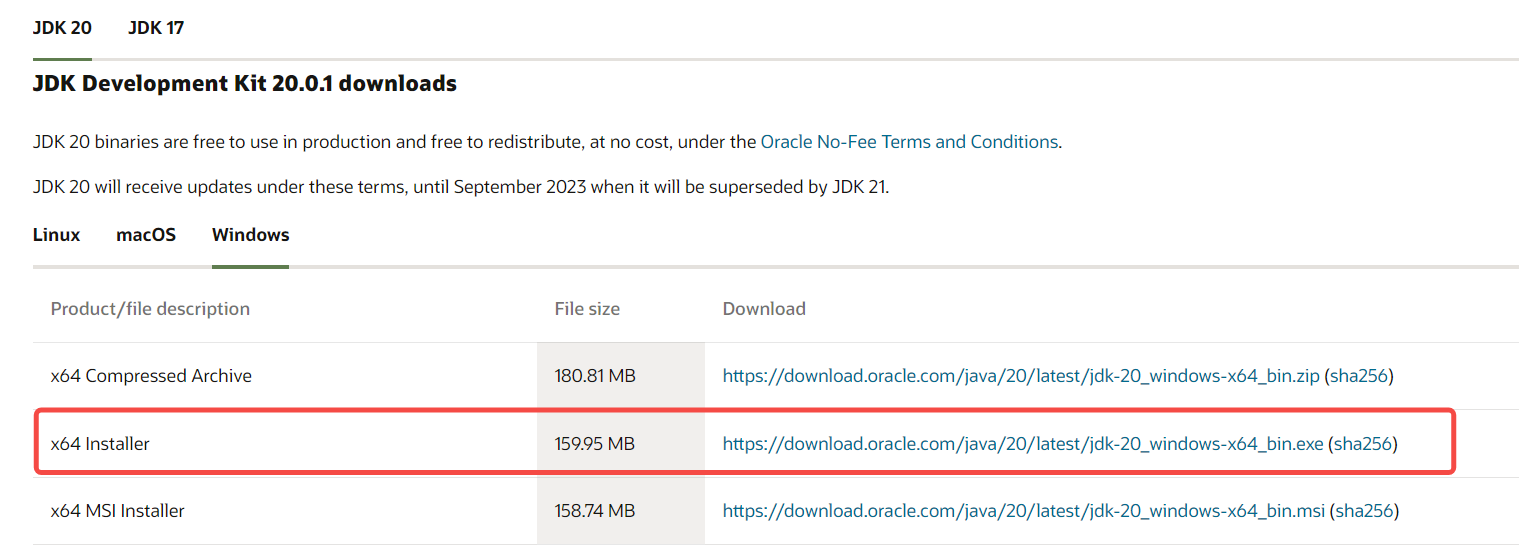 JDK 20 JDK 17
JDK Development Kit 20.0.1 downloads
JDK 20 binaries are free to use in production and free to redistribute, at no cost, under the Oracle No-Fee Terms and Conditions.
JDK 20 will receive updates under these terms, until September 2023 when it will be superseded by JDK 21.
Linux macOS Windows
Product/file description File size Download
x64 Compressed Archive 180.81 MB https://download.oracle.com/java/20/latest/jdk-20_windows-x64_bin.zip (sha256)
x64 Installer 159.95 MB https://download.oracle.com/java/20/latest/jdk-20_windows-x64_bin.exe (sha256)
x64 MSI Installer 158.74 MB https://download.oracle.com/java/20/latest/jdk-20_windows-x64_bin.msi (sha256)